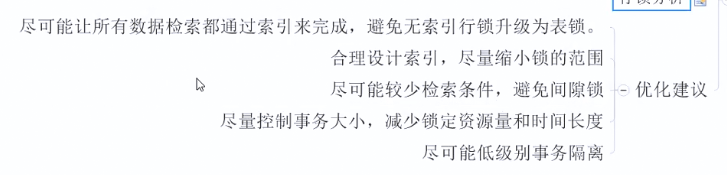 行锁分析
尽可能让所有数据检索都通过索引来完成，避免无索引行锁升级为表锁。
合理设计索引，尽量缩小锁的范围
尽可能较少检索条件，避免间隙锁
优化建议
尽量控制事务大小，减少锁定资源量和时间长度
尽可能低级别事务隔离